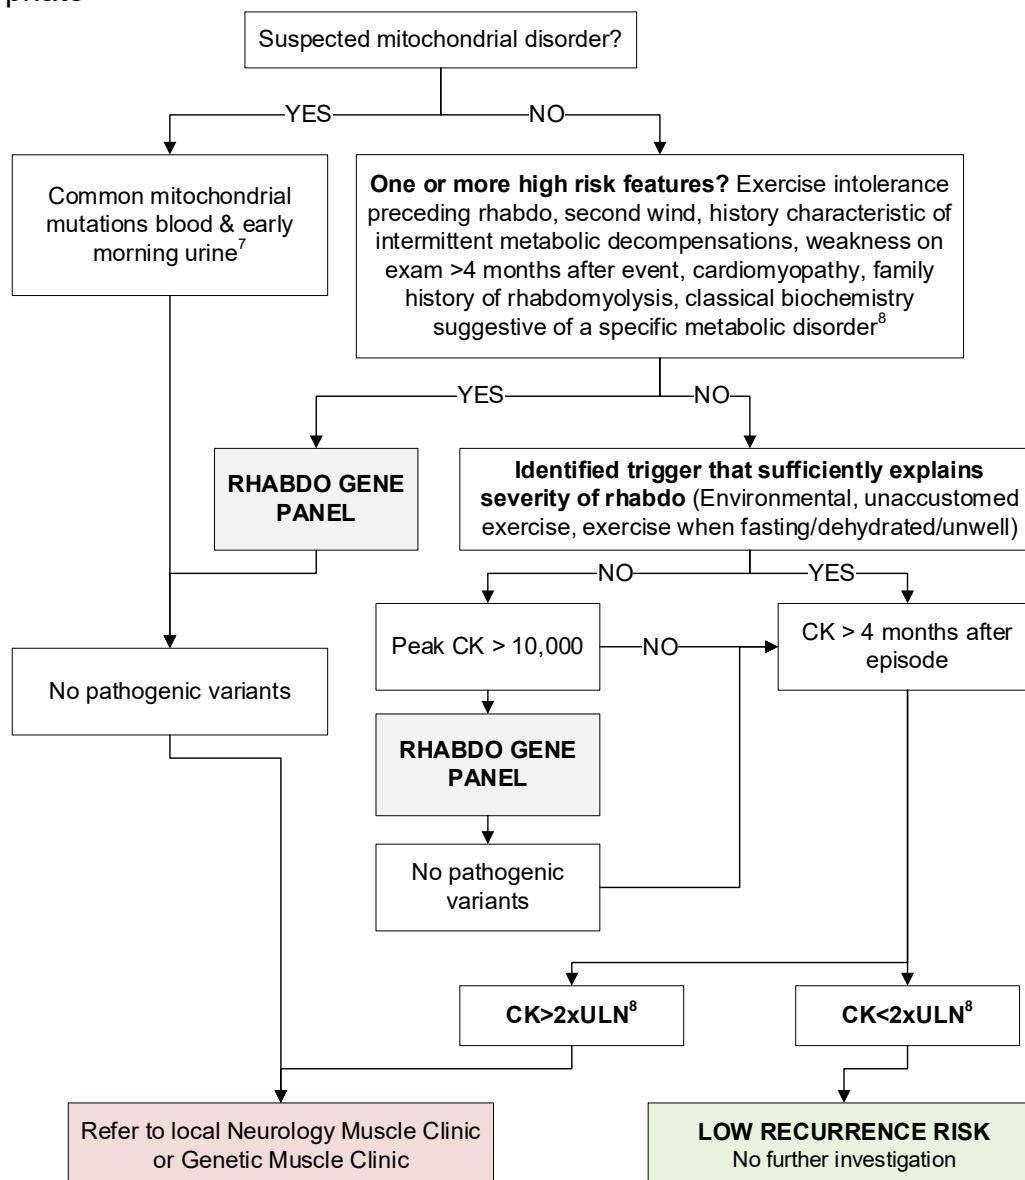 Suspected mitochondrial disorder?
YES
NO
Common mitochondrial
mutations blood & early
morning urine7
One or more high risk features? Exercise intolerance
preceding rhabdo, second wind, history characteristic of
intermittent metabolic decompensations, weakness on
exam >4 months after event, cardiomyopathy, family
history of rhabdomyolysis, classical biochemistry
suggestive of a specific metabolic disorder8
YES
NO
RHABDO GENE
PANEL
Identified trigger that sufficiently explains
severity of rhabdo (Environmental, unaccustomed
exercise, exercise when fasting/dehydrated/unwell)
NO
YES
Peak CK > 10,000
NO
CK > 4 months after
episode
No pathogenic variants
RHABDO GENE
PANEL
No pathogenic
variants
CK>2xULN8
CK<2xULN8
Refer to local Neurology Muscle Clinic
or Genetic Muscle Clinic
LOW RECURRENCE RISK
No further investigation